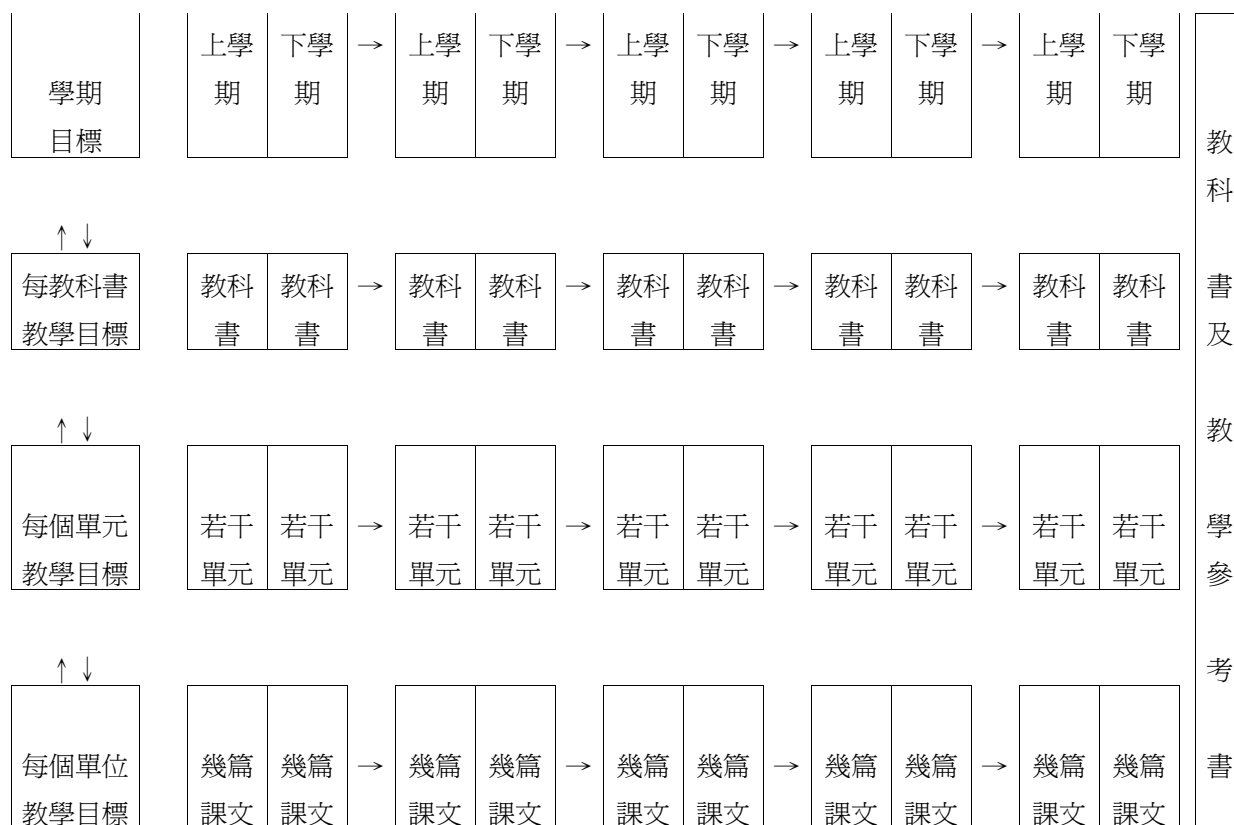 上學 下學 → 上學 下學 → 上學 下學 → 上學 下學 → 上學 下學
學期 期 期 期 期 期 期 期 期 期 期
目標
↑ ↓
每教科書 教科 教科 → 教科 教科 → 教科 教科 → 教科 教科 → 教科 教科
教學目標 書 書 書 書 書 書 書 書 書 書
↑ ↓
每個單元 若干 若干 → 若干 若干 → 若干 若干 → 若干 若干 → 若干 若干
教學目標 單元 單元 單元 單元 單元 單元 單元 單元 單元 單元
↑ ↓
每個單位 幾篇 幾篇 → 幾篇 幾篇 → 幾篇 幾篇 → 幾篇 幾篇 → 幾篇 幾篇
教學目標 課文 課文 課文 課文 課文 課文 課文 課文 課文 課文
教科書及教學參考書